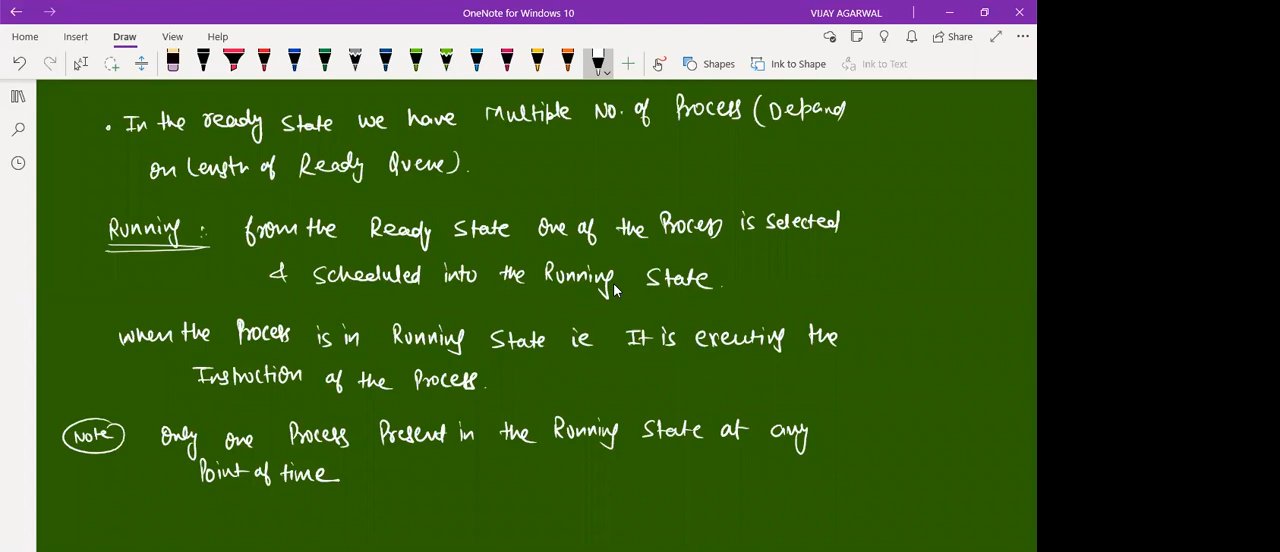 OneNote for Windows 10
VIJAY AGARWAL
Home Insert Draw View Help
Share
Shapes Ink to Shape Ink to Text
. In the ready State we have Multiple No. of Process (Depand
on Length of Ready Queue).
Running : from the Ready State one of the Process is selected
& Scheduled into the Running State.
when the Process is in Running State ie It is executing the
Instruction of the Process.
Note Only one Process Present in the Running State at any
Point of time